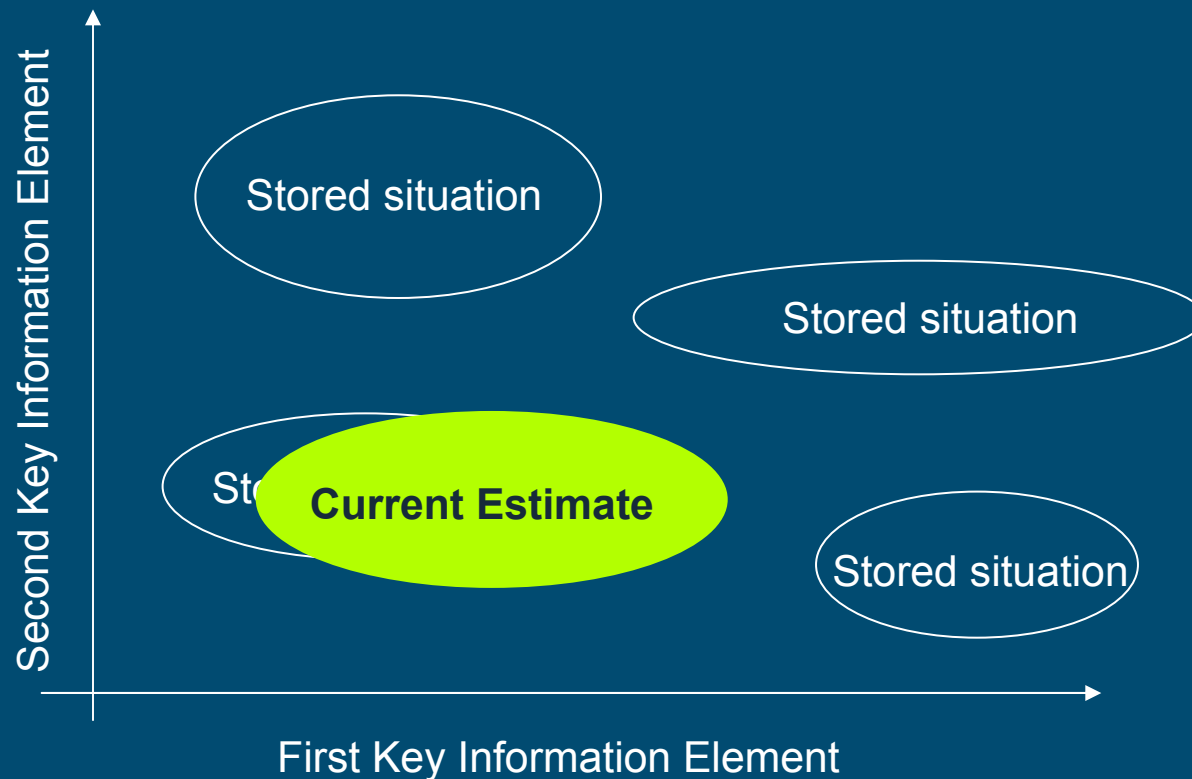 Second Key Information Element
Stored situation
Stored situation
Current Estimate
Stored situation
First Key Information Element